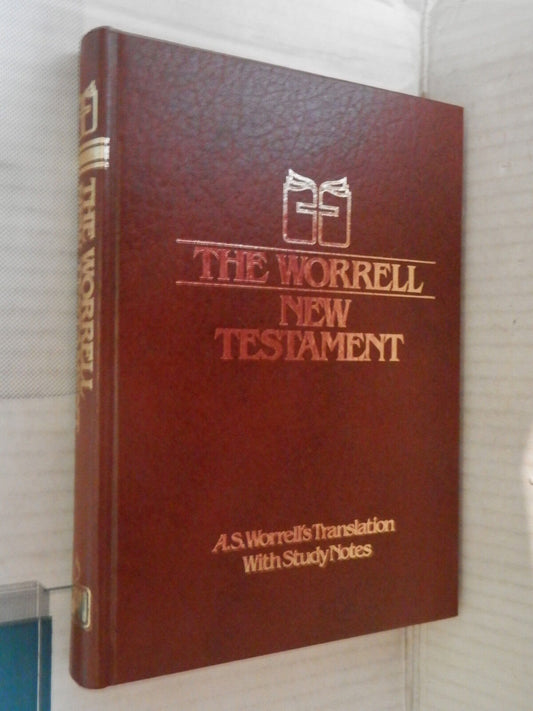 THE WORRELL
NEW
TESTAMENT
A.S. Worrell's Translation
With Study Notes
THE WORRELL